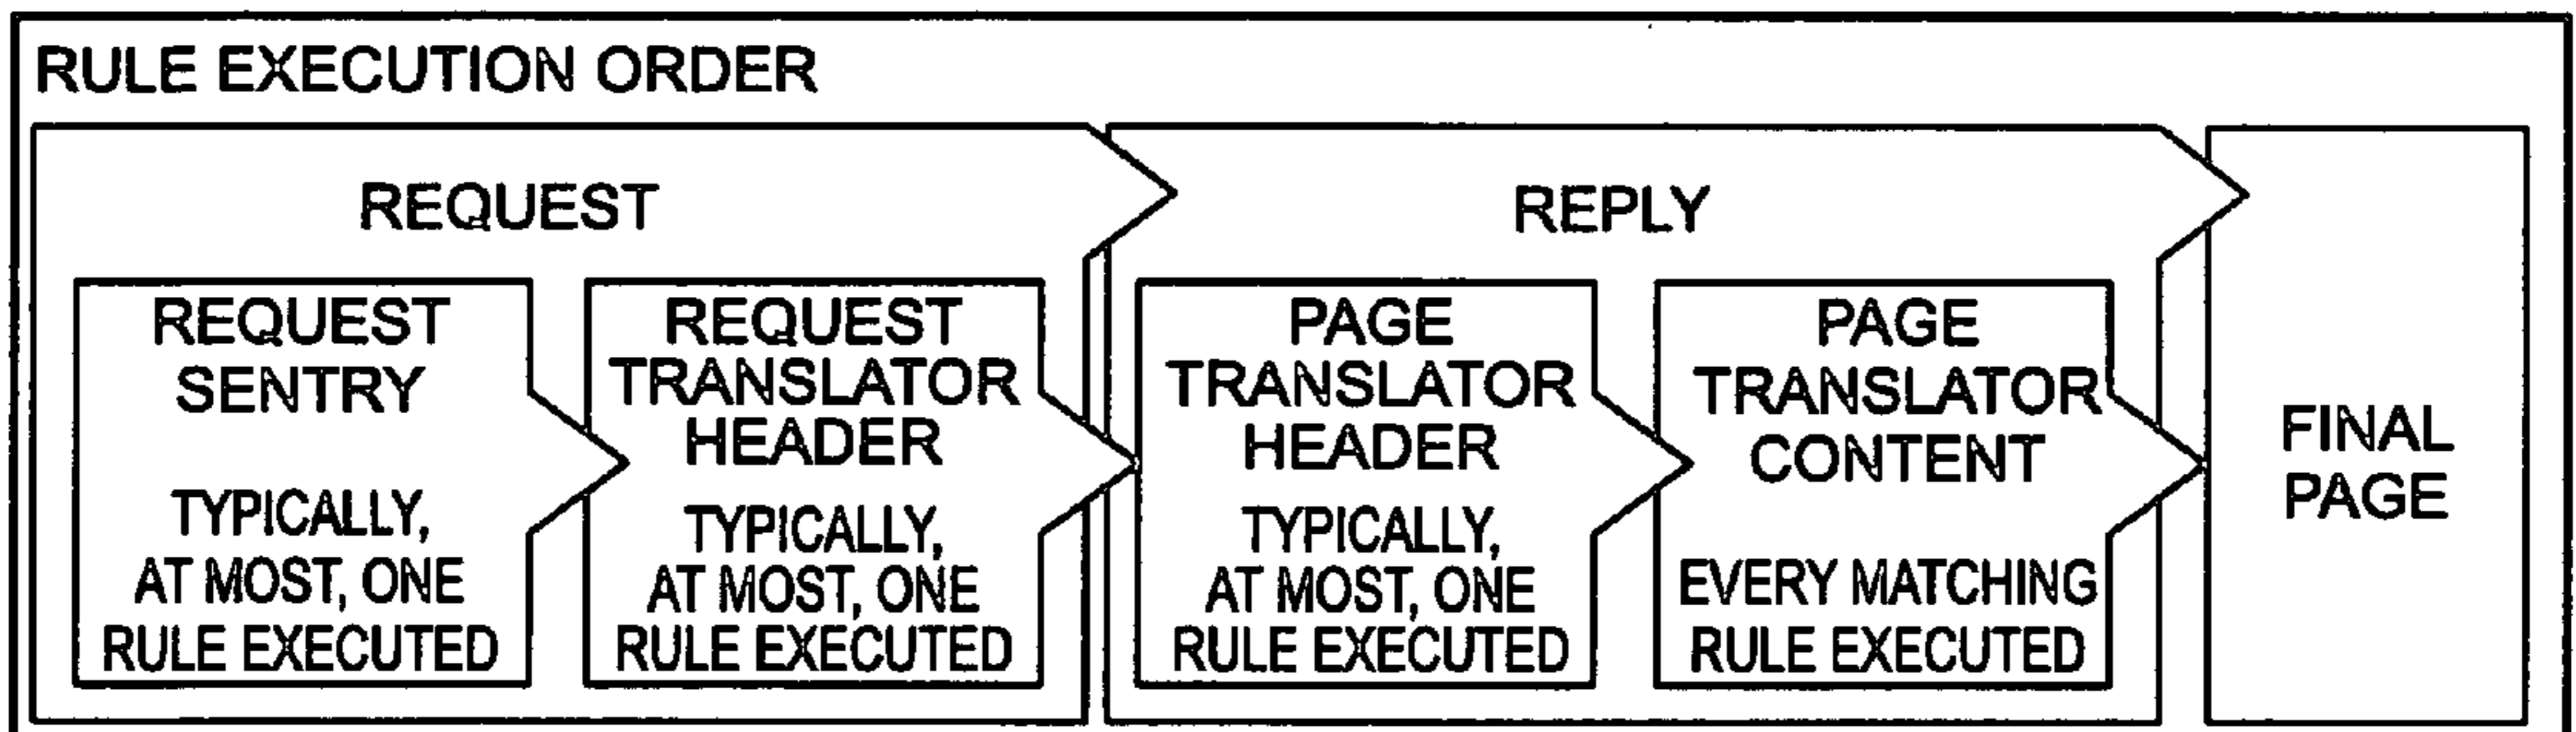 RULE EXECUTION ORDER
REQUEST
REQUEST
SENTRY
TYPICALLY,
AT MOST, ONE
RULE EXECUTED
REQUEST
TRANSLATOR
HEADER
TYPICALLY,
AT MOST, ONE
RULE EXECUTED
REPLY
PAGE
TRANSLATOR
HEADER
TYPICALLY,
AT MOST, ONE
RULE EXECUTED
PAGE
TRANSLATOR
CONTENT
EVERY MATCHING
RULE EXECUTED
FINAL
PAGE